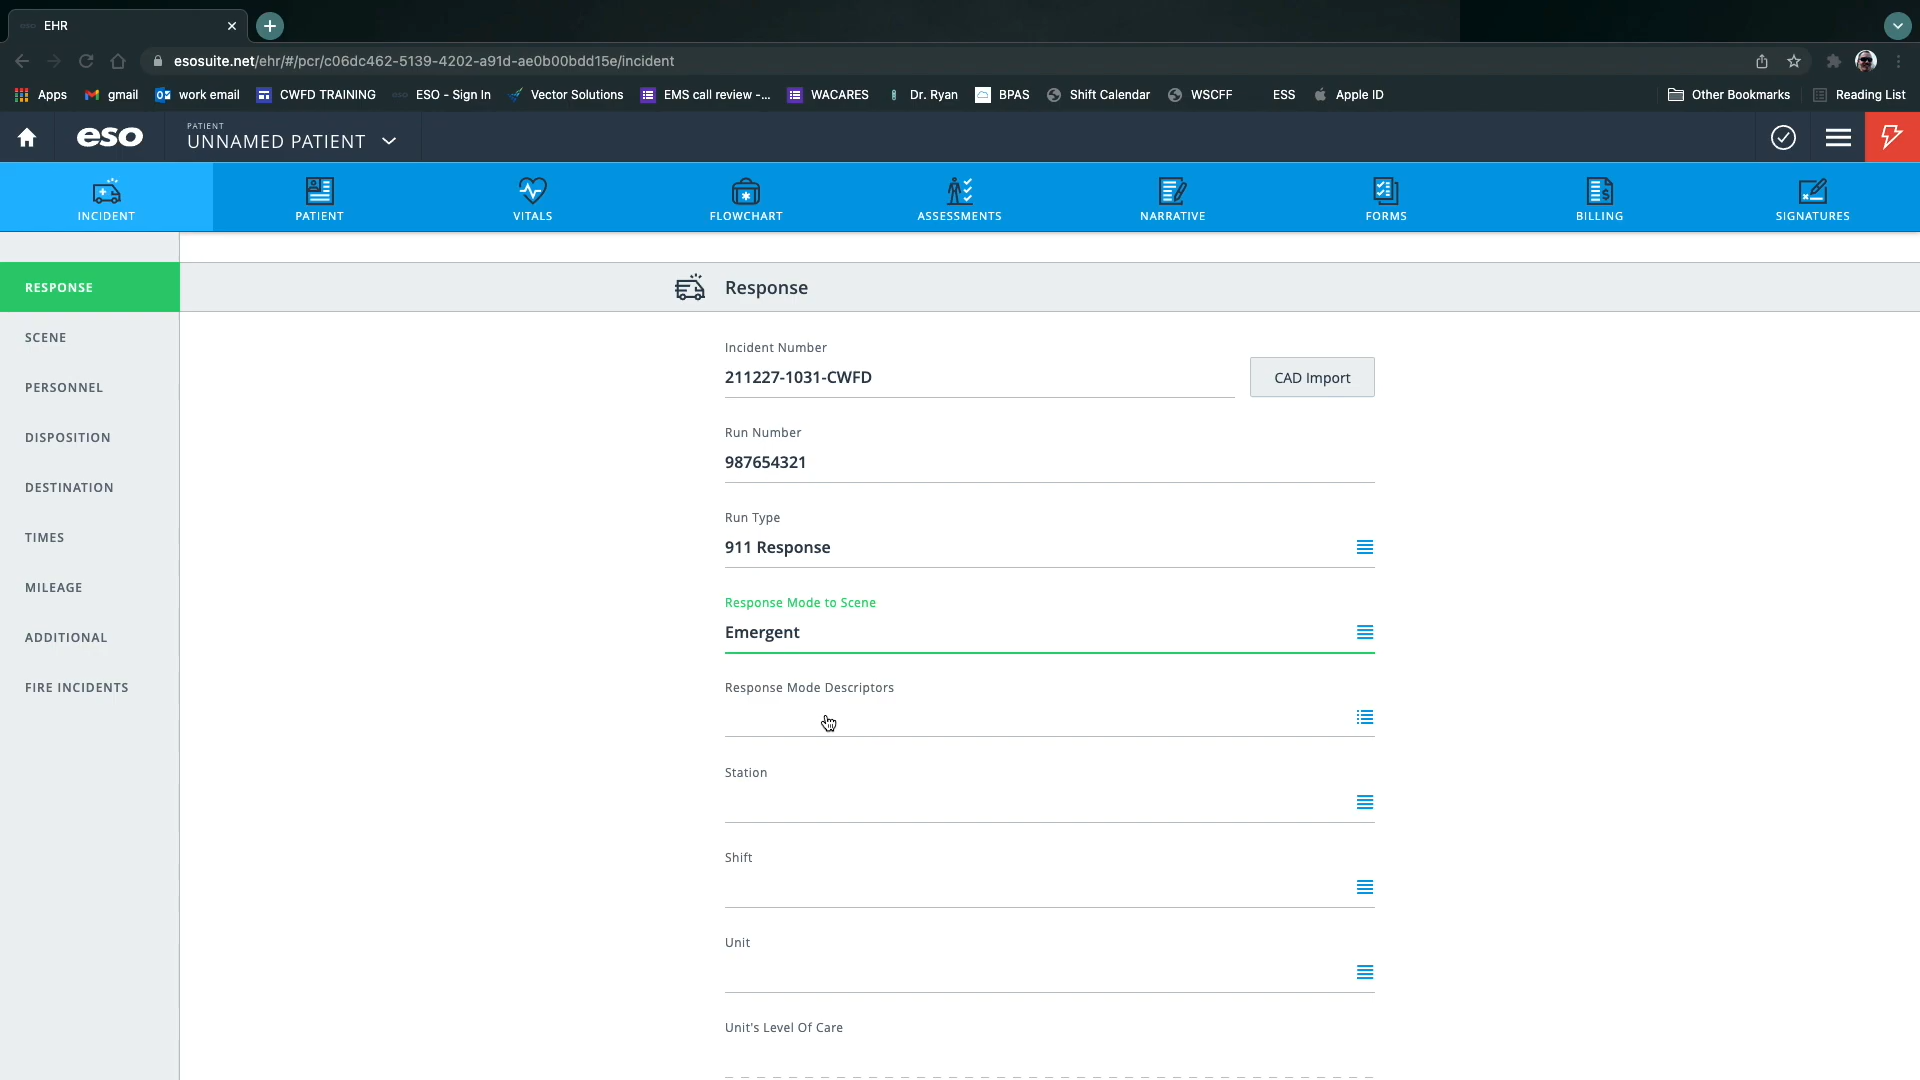 EHR
esosuite.net/ehr/#/pcr/c06dc462-5139-4202-a91d-ae0b00bdd15e/incident
Apps gmail work email CWFD TRAINING ESO - Sign In Vector Solutions EMS call review -... WACARES Dr. Ryan BPAS Shift Calendar WSCFF ESS Apple ID Other Bookmarks Reading List
eso
PATIENT
UNNAMED PATIENT
INCIDENT PATIENT VITALS FLOWCHART ASSESSMENTS NARRATIVE FORMS BILLING SIGNATURES
RESPONSE
SCENE
PERSONNEL
DISPOSITION
DESTINATION
TIMES
MILEAGE
ADDITIONAL
FIRE INCIDENTS
Response
Incident Number
211227-1031-CWFD
CAD Import
Run Number
987654321
Run Type
911 Response
Response Mode to Scene
Emergent
Response Mode Descriptors
Station
Shift
Unit
Unit's Level Of Care